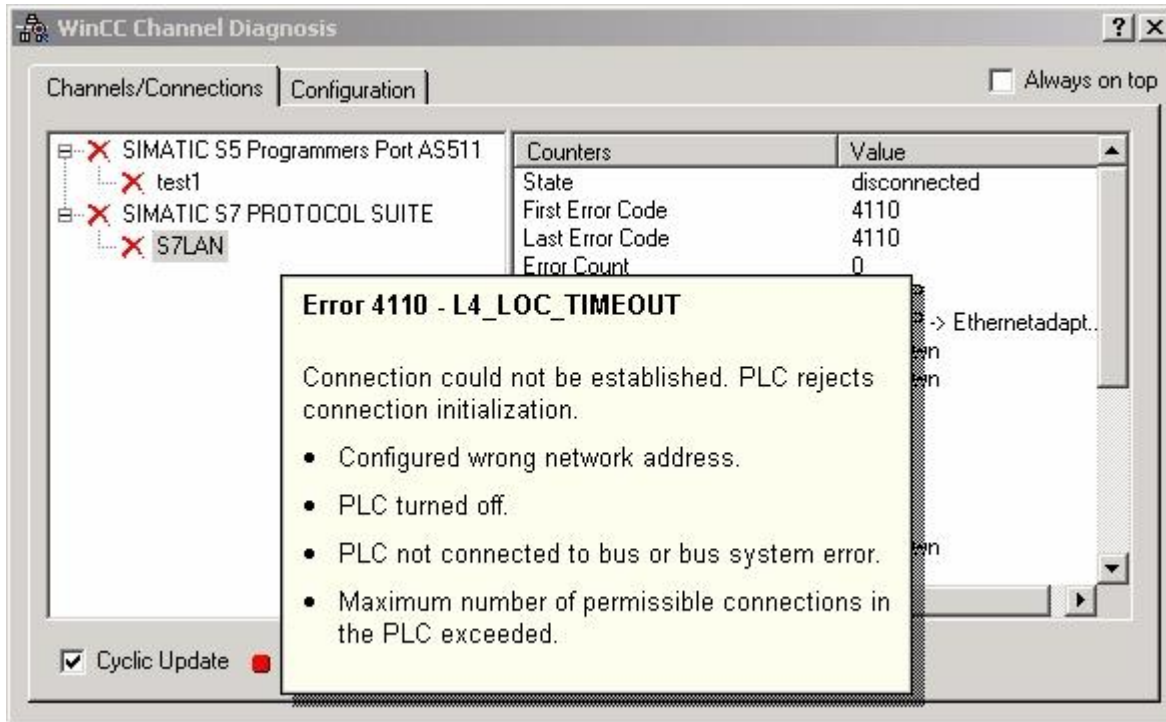 WinCC Channel Diagnosis
Channels/Connections
Configuration
Always on top
SIMATIC S5 Programmers Port AS511
test1
SIMATIC S7 PROTOCOL SUITE
S7LAN
Counters Value
State disconnected
First Error Code 4110
Last Error Code 4110
Error Count 0
-> Ethernetadapt..
Error 4110 - L4_LOC_TIMEOUT
Connection could not be established. PLC rejects
connection initialization.
• Configured wrong network address.
• PLC turned off.
• PLC not connected to bus or bus system error.
• Maximum number of permissible connections in
the PLC exceeded.
Cyclic Update